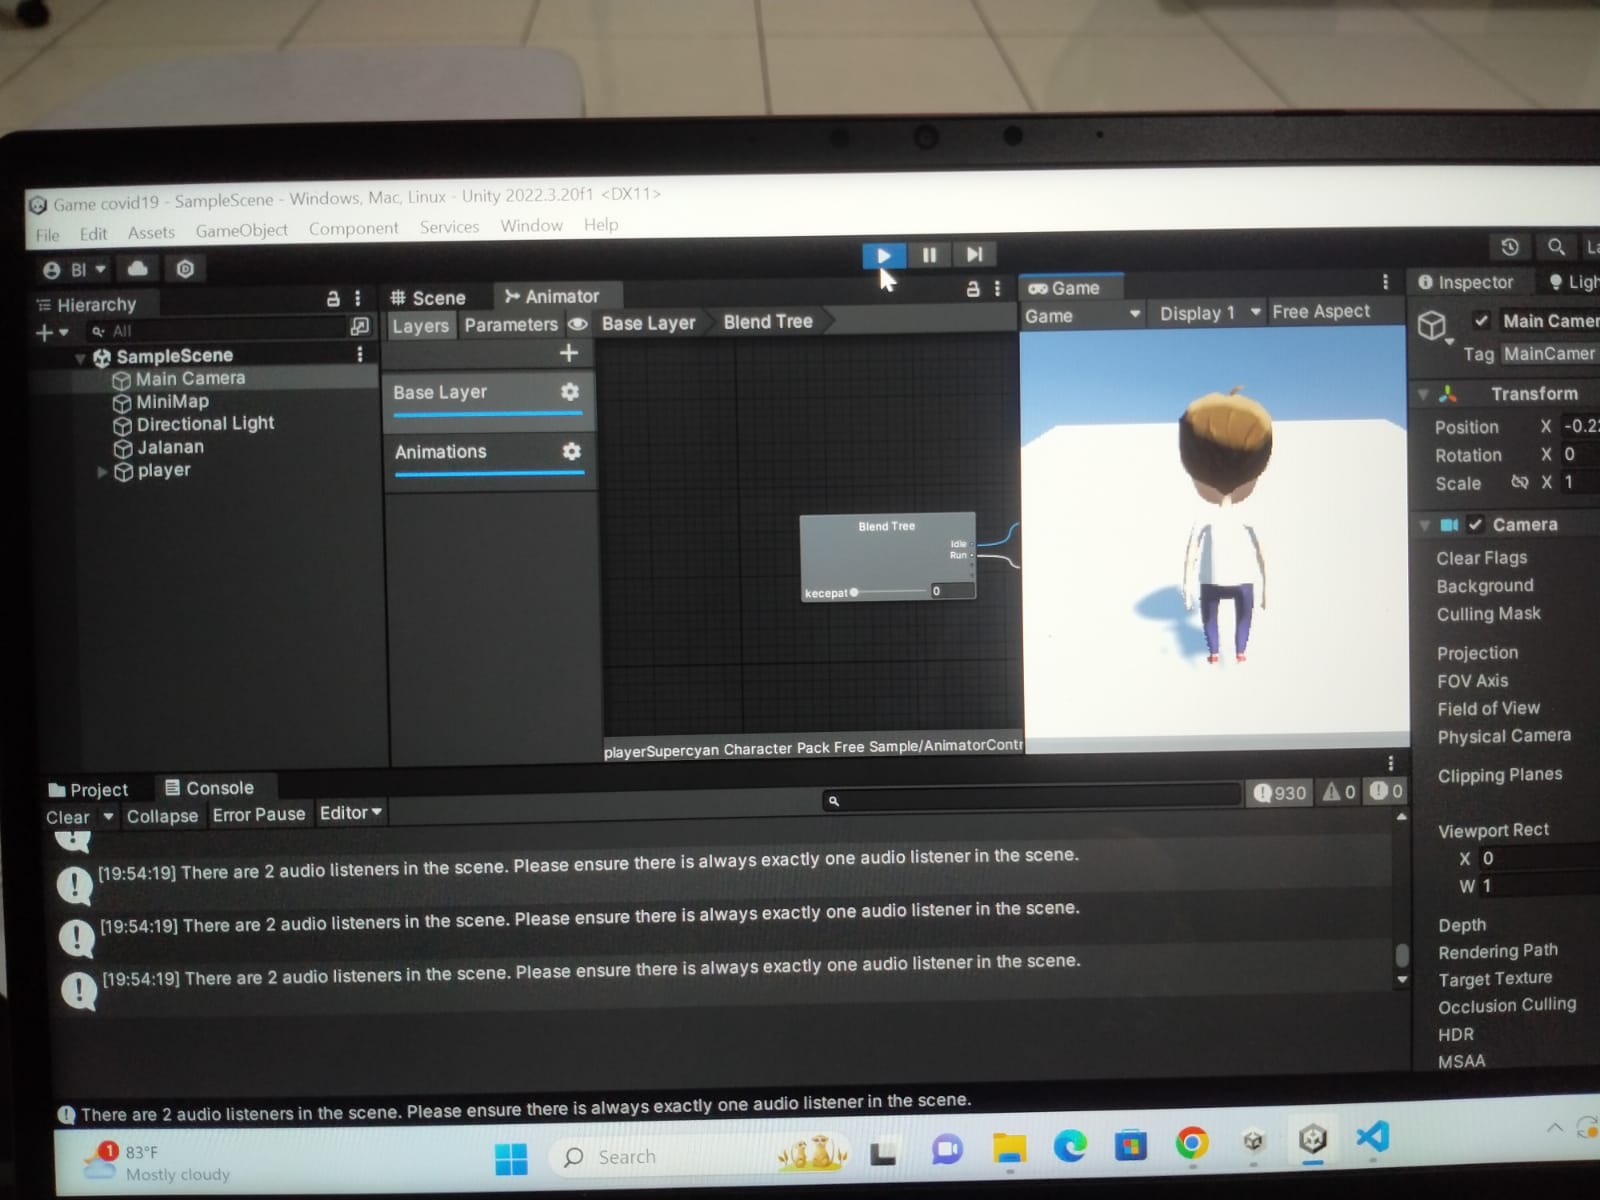 Game covid19 - SampleScene - Windows, Mac, Linux - Unity 2022.3.20f1 <DX11>
File Edit Assets GameObject Component Services Window Help
BI
Hierarchy
All
SampleScene
Main Camera
MiniMap
Directional Light
Jalanan
player
Scene Animator
Layers Parameters Base Layer Blend Tree
Base Layer
Animations
Blend Tree
Idle
Run
kecepat 0
playerSupercyan Character Pack Free Sample/AnimatorContr
Game
Game Display 1 Free Aspect
Inspector Ligh
Main Camer
Tag MainCamer
Transform
Position X -0.22
Rotation X 0
Scale X 1
Camera
Clear Flags
Background
Culling Mask
Projection
FOV Axis
Field of View
Physical Camera
Clipping Planes
Viewport Rect
X 0
W 1
Depth
Rendering Path
Target Texture
Occlusion Culling
HDR
MSAA
Project Console
Clear Collapse Error Pause Editor 930 0 0
[19:54:19] There are 2 audio listeners in the scene. Please ensure there is always exactly one audio listener in the scene.
[19:54:19] There are 2 audio listeners in the scene. Please ensure there is always exactly one audio listener in the scene.
[19:54:19] There are 2 audio listeners in the scene. Please ensure there is always exactly one audio listener in the scene.
There are 2 audio listeners in the scene. Please ensure there is always exactly one audio listener in the scene.
1 83°F
Mostly cloudy
Search